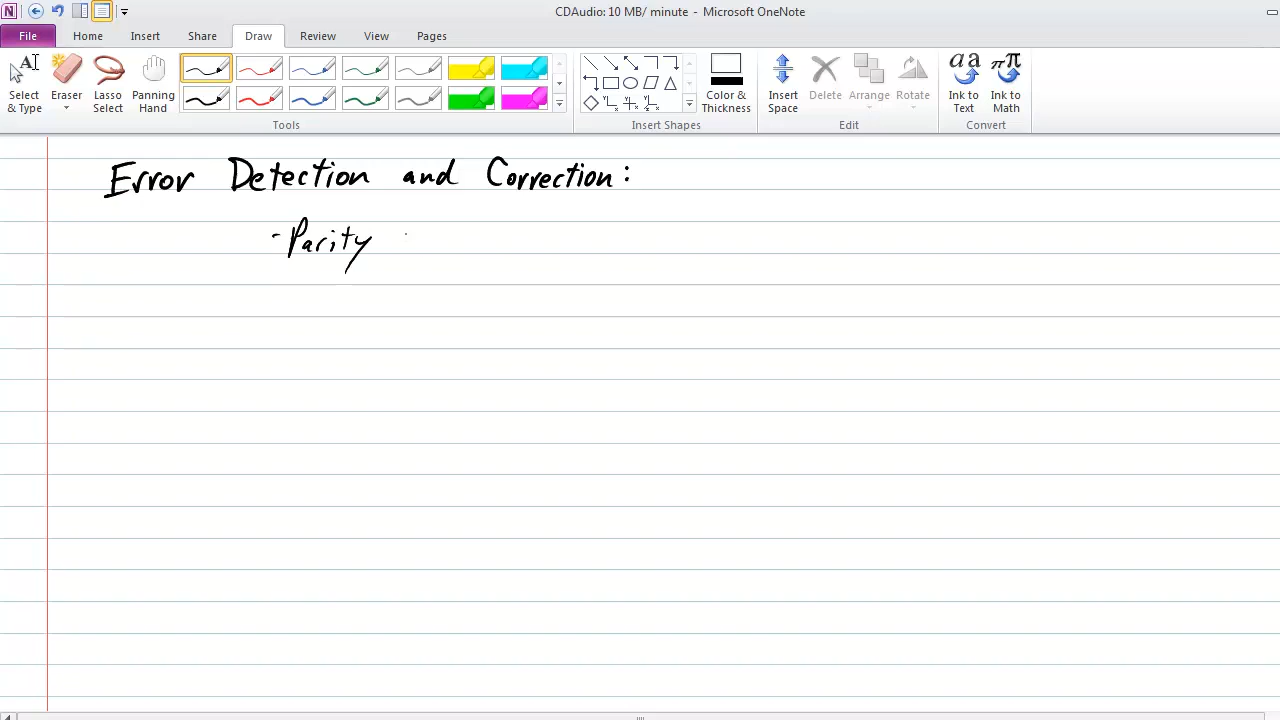 CDAudio: 10 MB/ minute - Microsoft OneNote
File Home Insert Share Draw Review View Pages
Select & Type
Eraser
Lasso Select
Panning Hand
Color & Thickness
Insert Space
Delete
Arrange
Rotate
Ink to Text
Ink to Math
Tools Insert Shapes Edit Convert
Error Detection and Correction:
- Parity